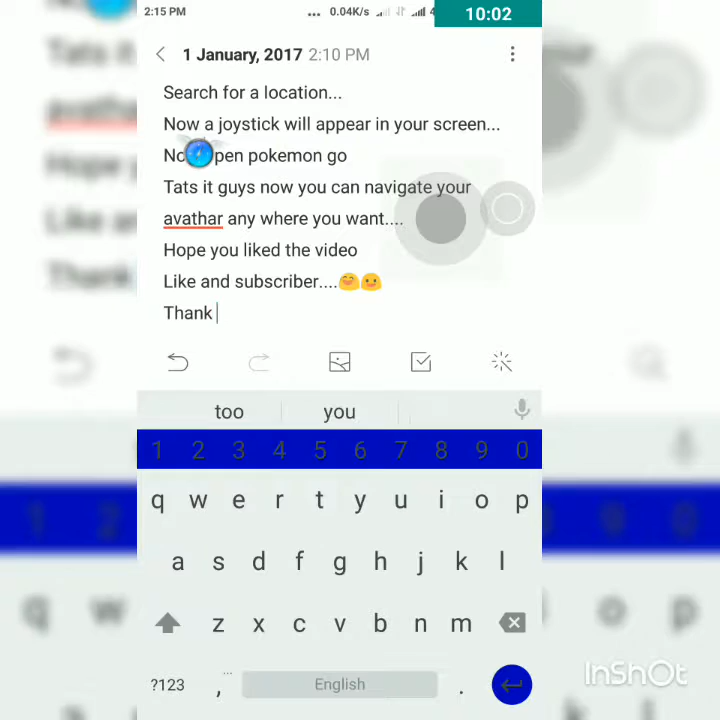 2:15 PM ... 0.04K/s 4 10:02
1 January, 2017 2:10 PM
Search for a location...
Now a joystick will appear in your screen...
No pen pokemon go
Tats it guys now you can navigate your
avathar any where you want....
Hope you liked the video
Like and subscriber....😄🙂
Thank
too you
1 2 3 4 5 6 7 8 9 0
q w e r t y u i o p
a s d f g h j k l
z x c v b n m
?123 , English .
InShOt